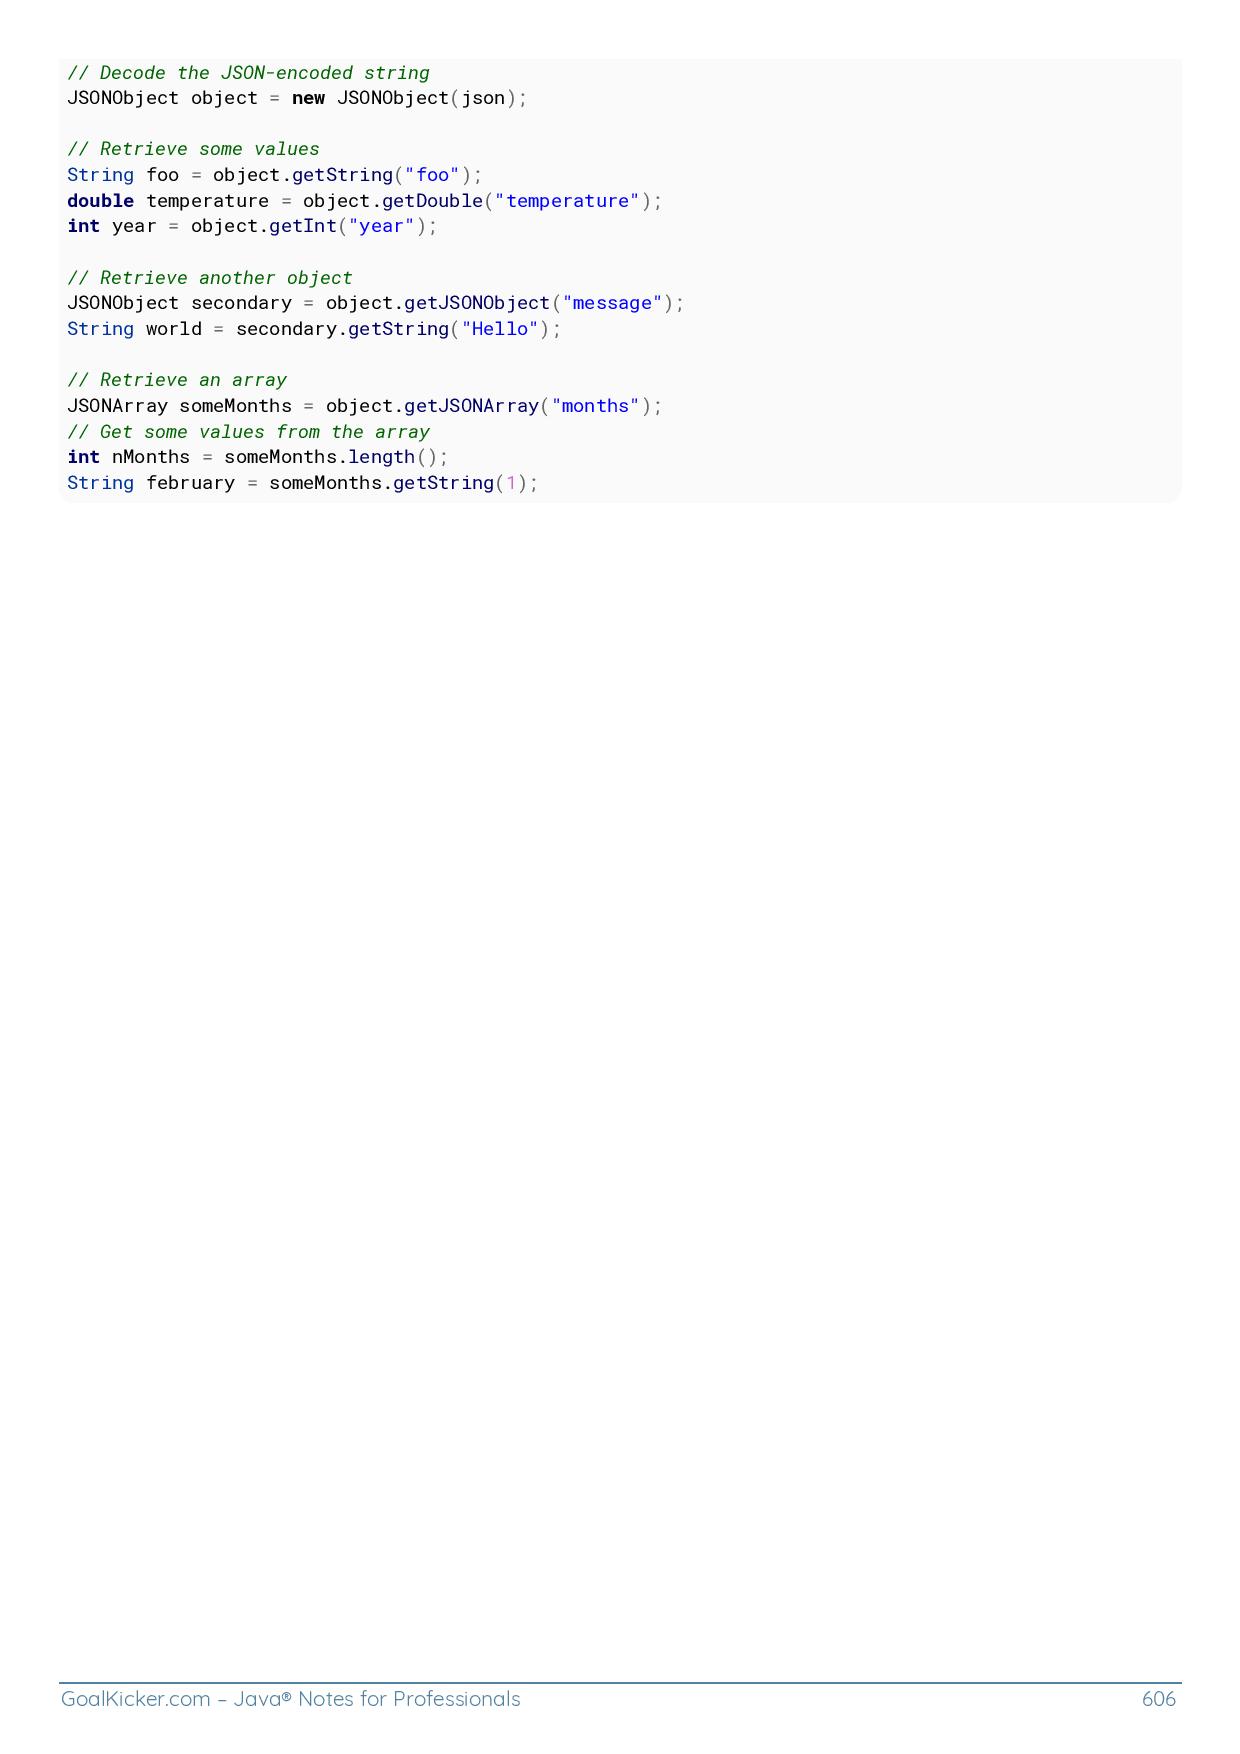 // Decode the JSON-encoded string
JSONObject object = new JSONObject(json);
// Retrieve some values
String foo = object.getString("foo");
double temperature = object.getDouble("temperature");
int year = object.getInt("year");
// Retrieve another object
JSONObject secondary = object.getJSONObject("message");
String world = secondary.getString("Hello");
// Retrieve an array
JSONArray someMonths = object.getJSONArray("months");
// Get some values from the array
int nMonths = someMonths.length();
String february = someMonths.getString(1);
GoalKicker.com – Java® Notes for Professionals 606